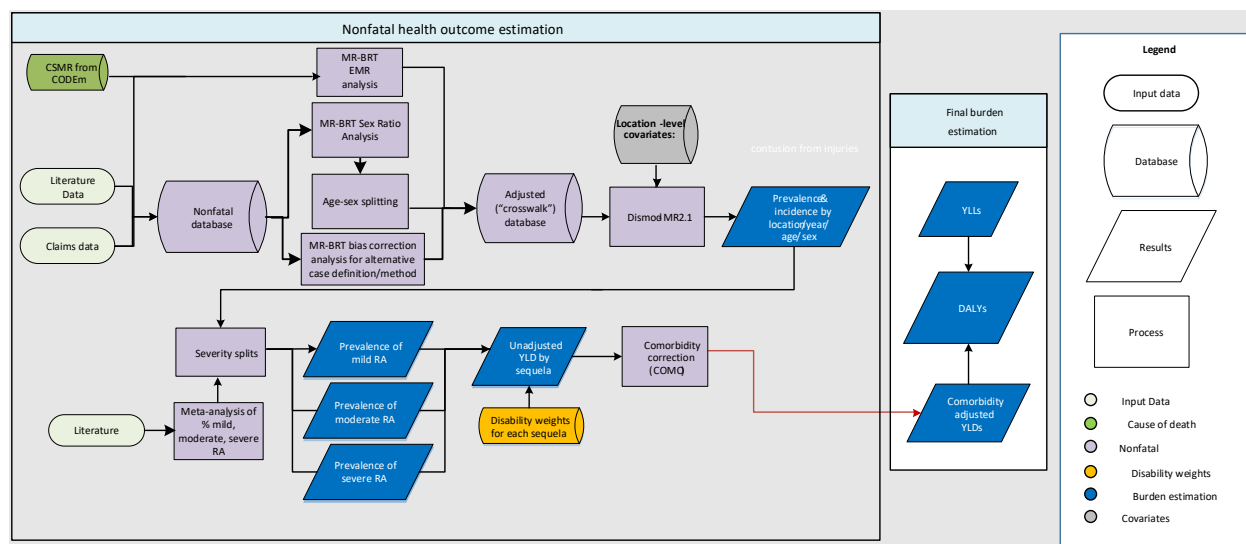 Nonfatal health outcome estimation
CSMR from
CODEm
MR-BRT
EMR
analysis
MR-BRT Sex Ratio
Analysis
Literature
Data
Claims data
Nonfatal
database
Age-sex splitting
MR-BRT bias correction
analysis for alternative
case definition/method
Adjusted
("crosswalk")
database
Location -level
covariates:
Dismod MR2.1
contusion from injuries
Prevalence&
incidence by
location/year/
age/sex
Severity splits
Literature
Meta-analysis of
% mild,
moderate, severe
RA
Prevalence of
mild RA
Prevalence of
moderate RA
Prevalence of
severe RA
Unadjusted
YLD by
sequela
Disability weights
for each sequela
Comorbidity
correction
(COMO)
Final burden
estimation
YLLs
DALYs
Comorbidity
adjusted
YLDs
Legend
Input data
Database
Results
Process
Input Data
Cause of death
Nonfatal
Disability weights
Burden estimation
Covariates